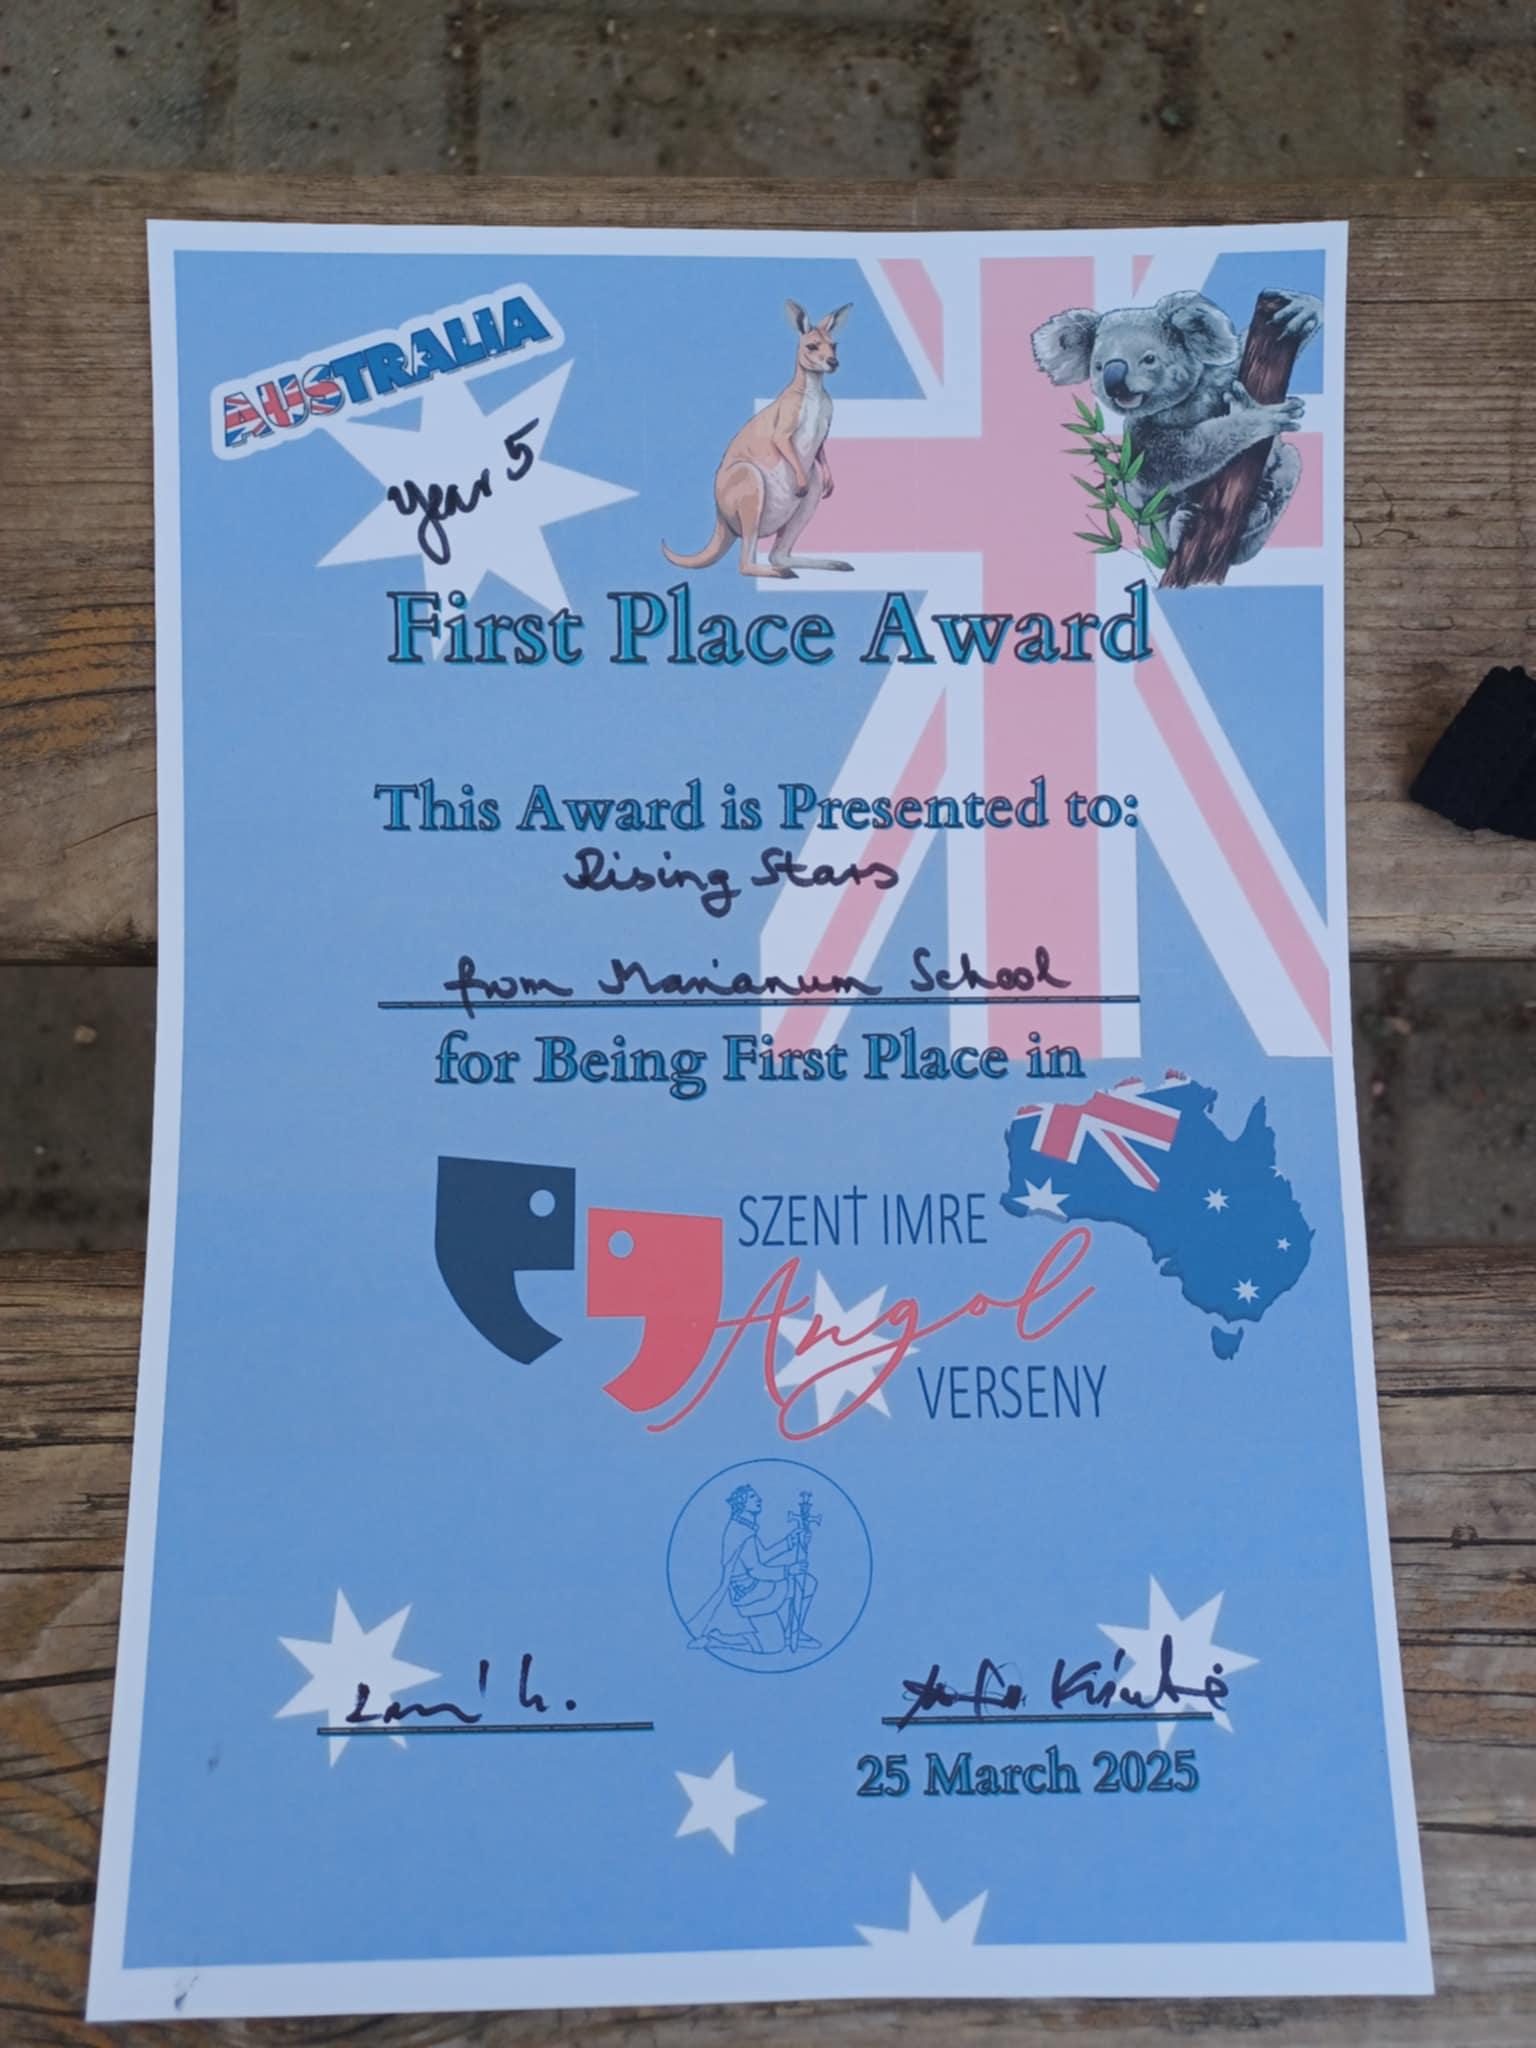 AUSTRALIA
Year 5
First Place Award
This Award is Presented to:
Rising Stars
from Marianum School
for Being First Place in
SZENT IMRE
Angol
VERSENY
25 March 2025